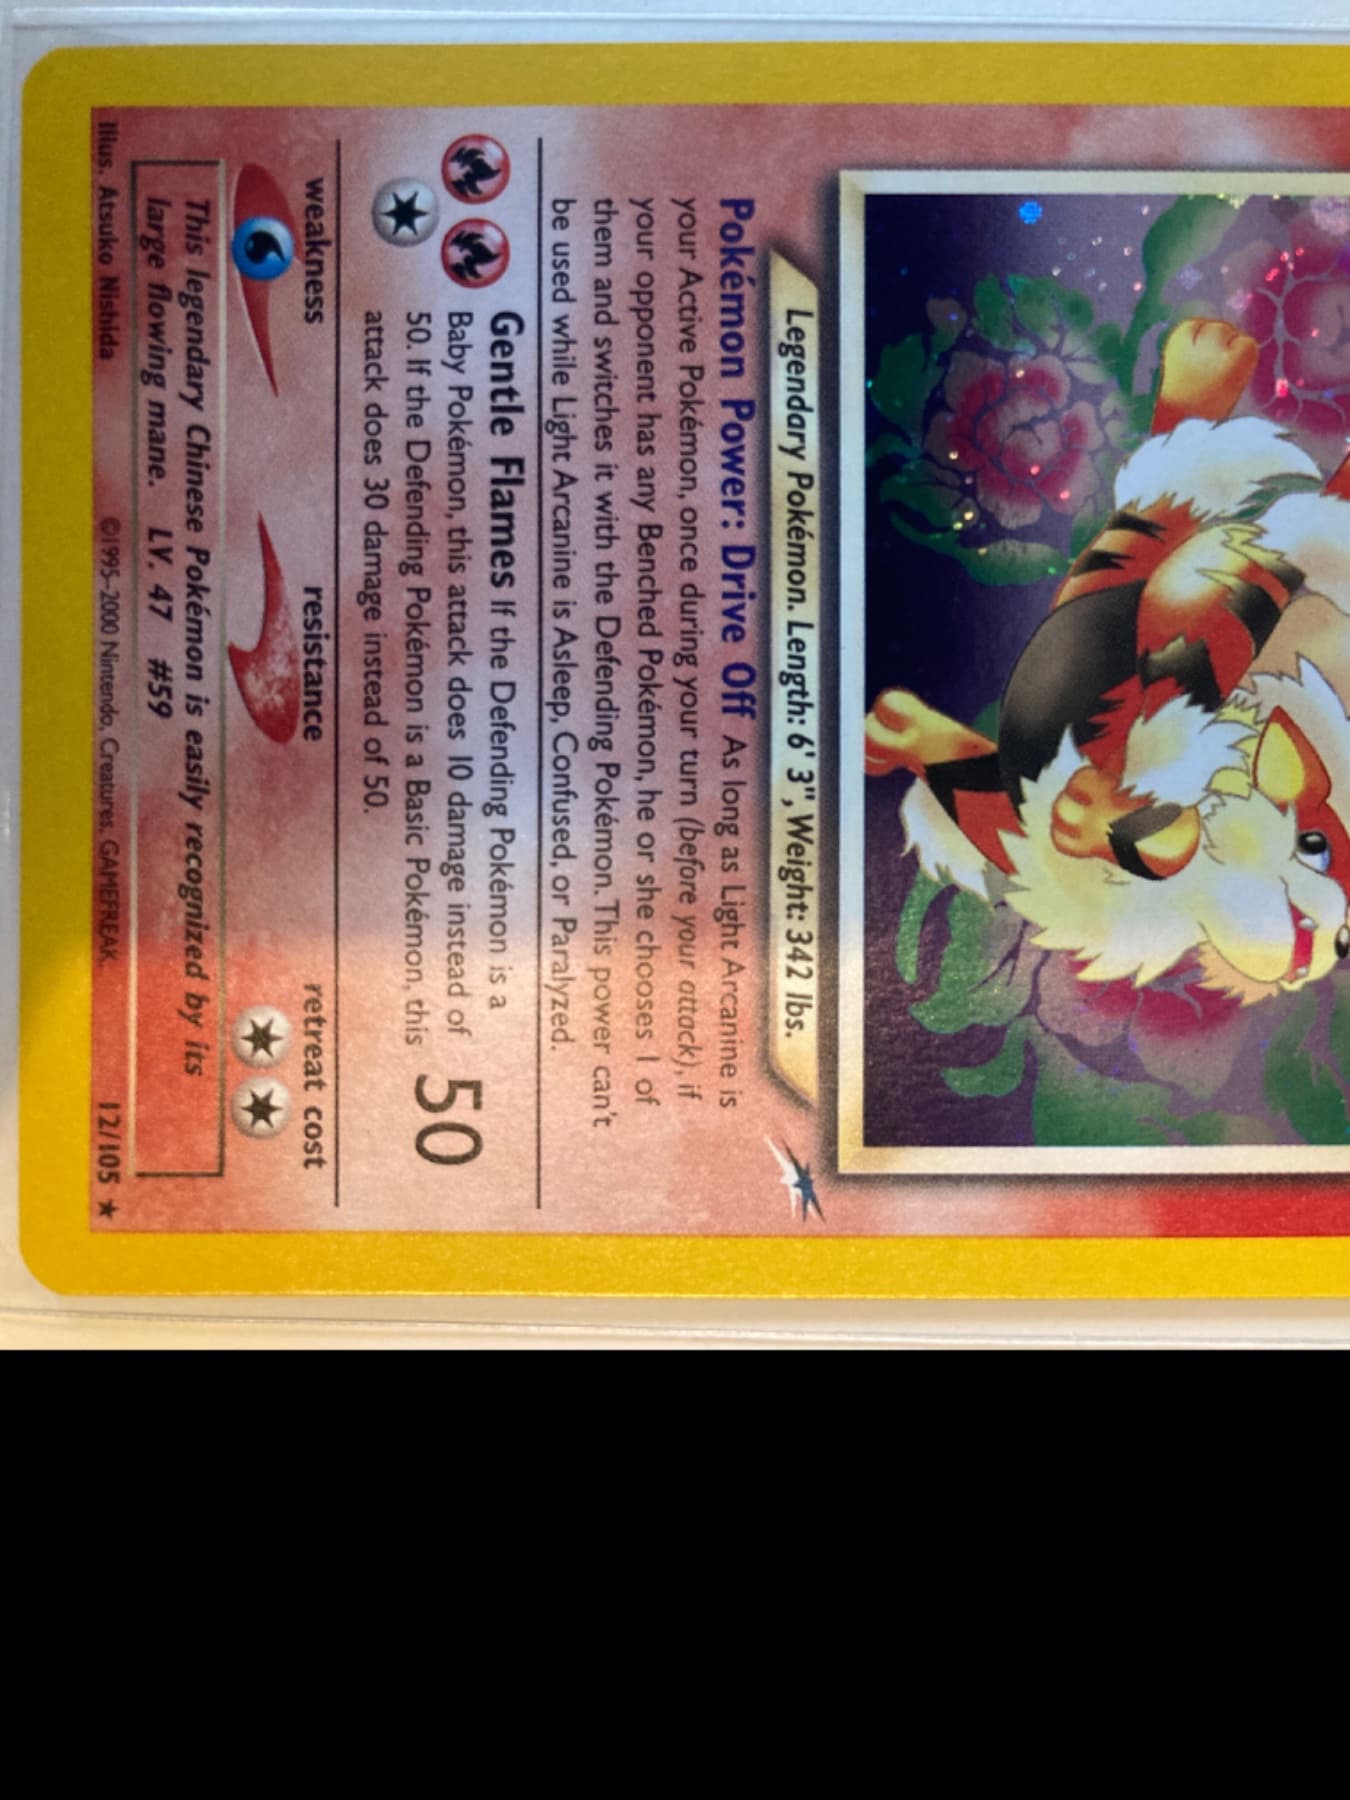 Legendary Pokémon. Length: 6' 3", Weight: 342 lbs.
Pokémon Power: Drive Off As long as Light Arcanine is
your Active Pokémon, once during your turn (before your attack), if
your opponent has any Benched Pokémon, he or she chooses 1 of
them and switches it with the Defending Pokémon. This power can't
be used while Light Arcanine is Asleep, Confused, or Paralyzed.
Gentle Flames If the Defending Pokémon is a
Baby Pokémon, this attack does 10 damage instead of
50. If the Defending Pokémon is a Basic Pokémon, this
attack does 30 damage instead of 50.
50
weakness resistance retreat cost
This legendary Chinese Pokémon is easily recognized by its
large flowing mane. LV. 47 #59
Illus. Atsuko Nishida ©1995-2000 Nintendo, Creatures, GAMEFREAK. 12/105 ★